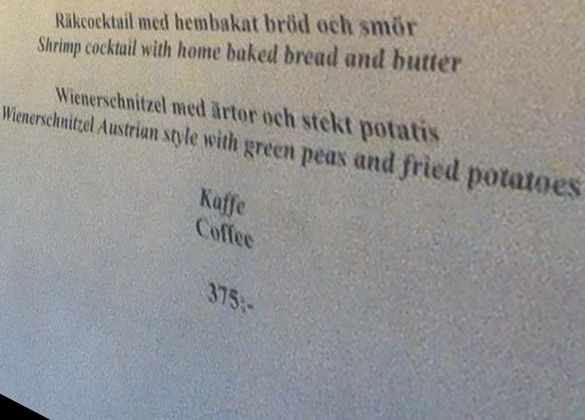 Räkcocktail med hembakat bröd och smör
Shrimp cocktail with home baked bread and butter
Wienerschnitzel med ärtor och stekt potatis
Wienerschnitzel Austrian style with green peas and fried potatoes
Kaffe
Coffee
375:-